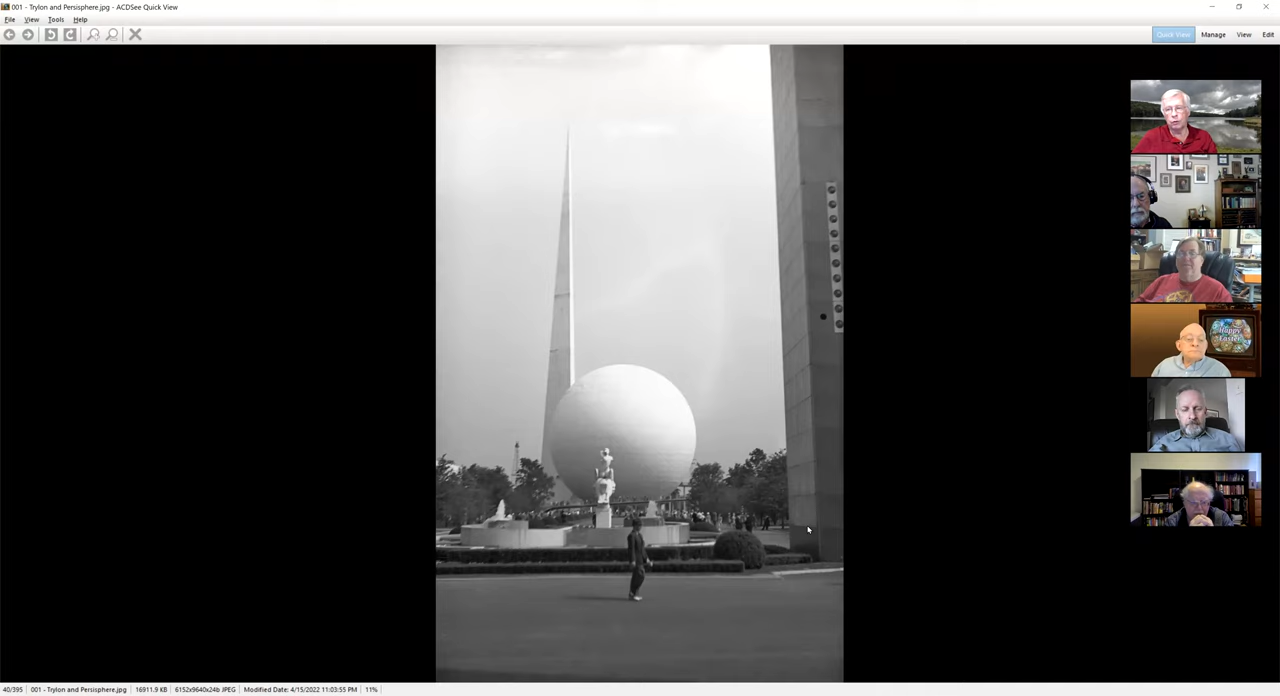 001 - Trylon and Persisphere.jpg - ACDSee Quick View
File View Tools Help
Quick View Manage View Edit
Happy
Easter
40/395 001 - Trylon and Persisphere.jpg 16911.9 KB 6152x9640x24b JPEG Modified Date: 4/15/2022 11:03:55 PM 11%